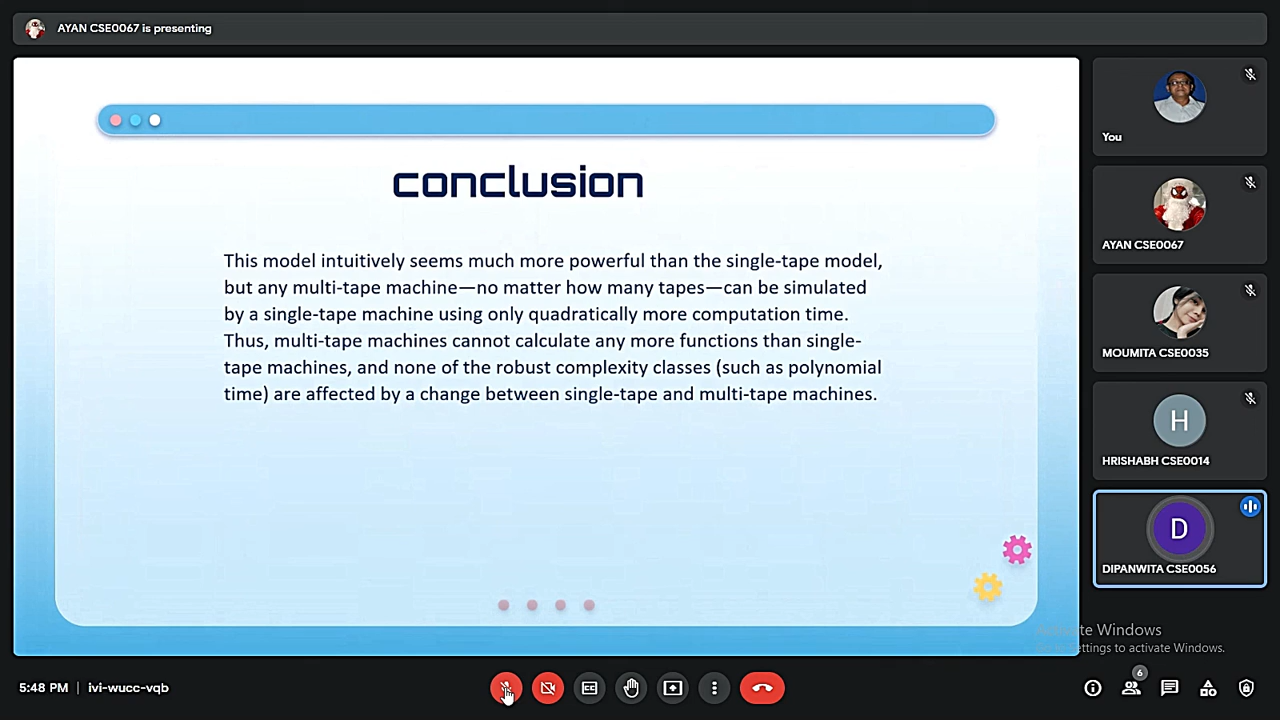 AYAN CSE0067 is presenting
conclusion
This model intuitively seems much more powerful than the single-tape model,
but any multi-tape machine—no matter how many tapes—can be simulated
by a single-tape machine using only quadratically more computation time.
Thus, multi-tape machines cannot calculate any more functions than single-
tape machines, and none of the robust complexity classes (such as polynomial
time) are affected by a change between single-tape and multi-tape machines.
You
AYAN CSE0067
MOUMITA CSE0035
H
HRISHABH CSE0014
D
DIPANWITA CSE0056
Activate Windows
Go to Settings to activate Windows.
5:48 PM | ivi-wucc-vqb
CC
6